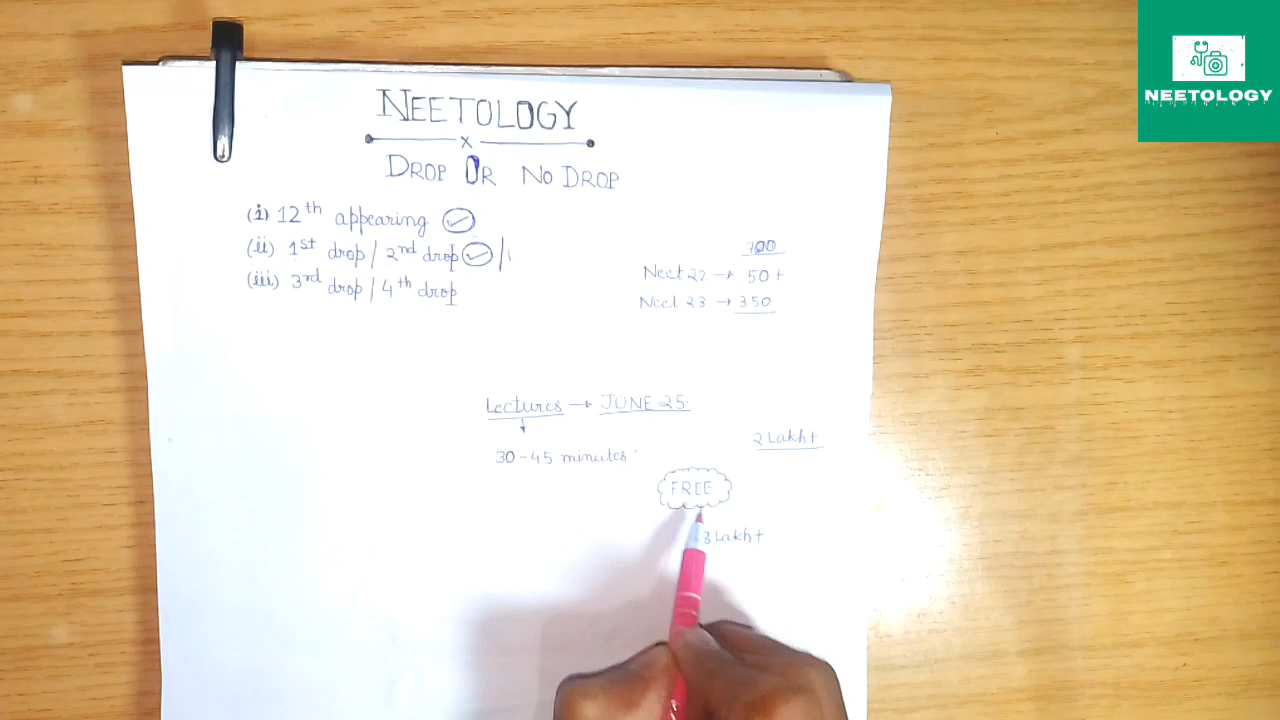 NEETOLOGY
x
DROP OR NO DROP
(i) 12th appearing
(ii) 1st drop / 2nd drop /
(iii) 3rd drop / 4th drop
Neet 22 → 50+
Neet 23 → 350
Lectures → JUNE 25
30-45 minutes
2 Lakh+
FREE
3 Lakh+
NEETOLOGY